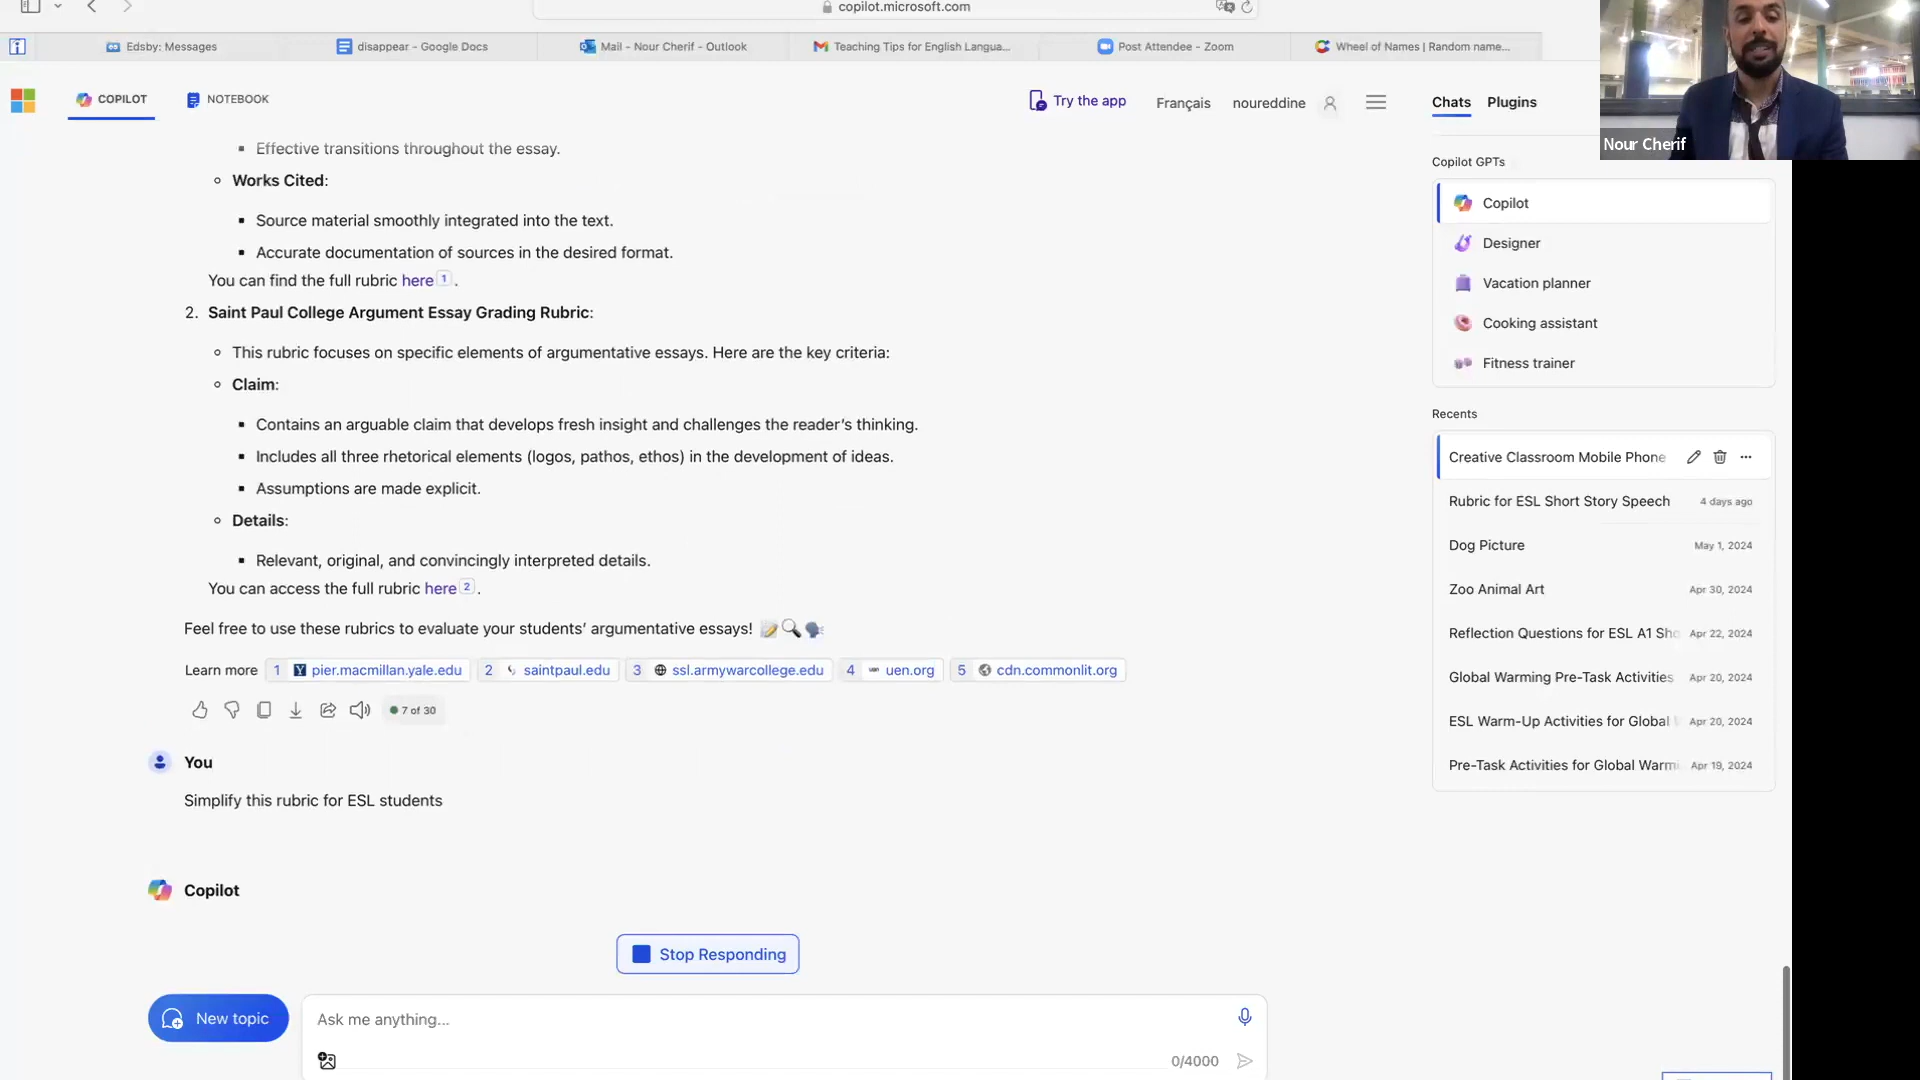 copilot.microsoft.com
Edsby: Messages
disappear - Google Docs
Mail - Nour Cherif - Outlook
Teaching Tips for English Langua...
Post Attendee - Zoom
Wheel of Names | Random name...
COPILOT
NOTEBOOK
Try the app
Français
noureddine
Chats
Plugins
Nour Cherif
▪ Effective transitions throughout the essay.
○ Works Cited:
▪ Source material smoothly integrated into the text.
▪ Accurate documentation of sources in the desired format.
You can find the full rubric here 1 .
2. Saint Paul College Argument Essay Grading Rubric:
○ This rubric focuses on specific elements of argumentative essays. Here are the key criteria:
○ Claim:
▪ Contains an arguable claim that develops fresh insight and challenges the reader’s thinking.
▪ Includes all three rhetorical elements (logos, pathos, ethos) in the development of ideas.
▪ Assumptions are made explicit.
○ Details:
▪ Relevant, original, and convincingly interpreted details.
You can access the full rubric here 2 .
Feel free to use these rubrics to evaluate your students’ argumentative essays! 📝🔍🗣️
Learn more 1 pier.macmillan.yale.edu 2 saintpaul.edu 3 ssl.armywarcollege.edu 4 uen.org 5 cdn.commonlit.org
7 of 30
You
Simplify this rubric for ESL students
Copilot
Stop Responding
New topic
Ask me anything...
0/4000
Copilot GPTs
Copilot
Designer
Vacation planner
Cooking assistant
Fitness trainer
Recents
Creative Classroom Mobile Phone
Rubric for ESL Short Story Speech 4 days ago
Dog Picture May 1, 2024
Zoo Animal Art Apr 30, 2024
Reflection Questions for ESL A1 Sho Apr 22, 2024
Global Warming Pre-Task Activities Apr 20, 2024
ESL Warm-Up Activities for Global Apr 20, 2024
Pre-Task Activities for Global Warmi Apr 19, 2024